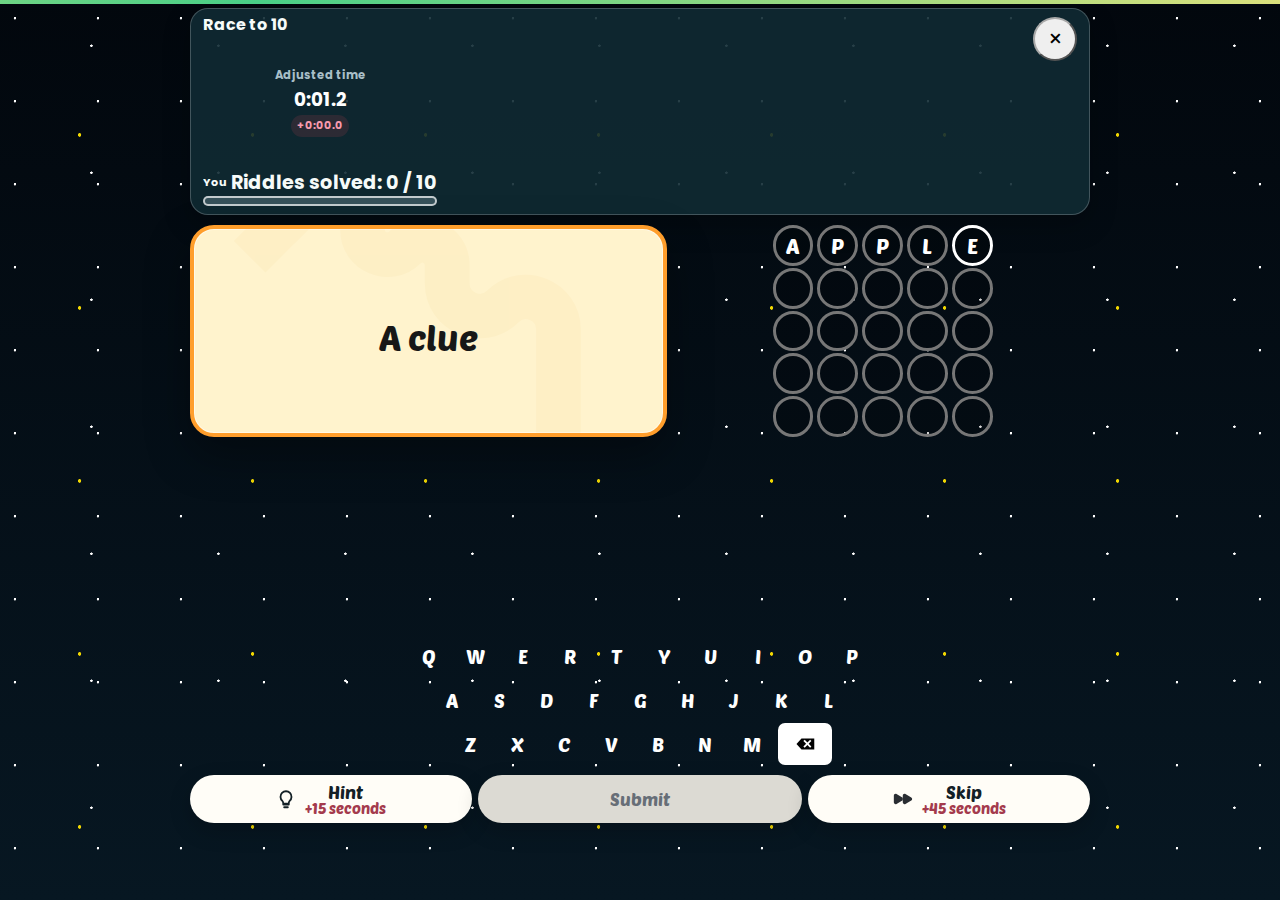 Race to 10
×
Adjusted time
0:01.2
+0:00.0
You Riddles solved: 0 / 10
A clue
A P P L E
Q W E R T Y U I O P
A S D F G H J K L
Z X C V B N M
Hint
+15 seconds
Submit
Skip
+45 seconds